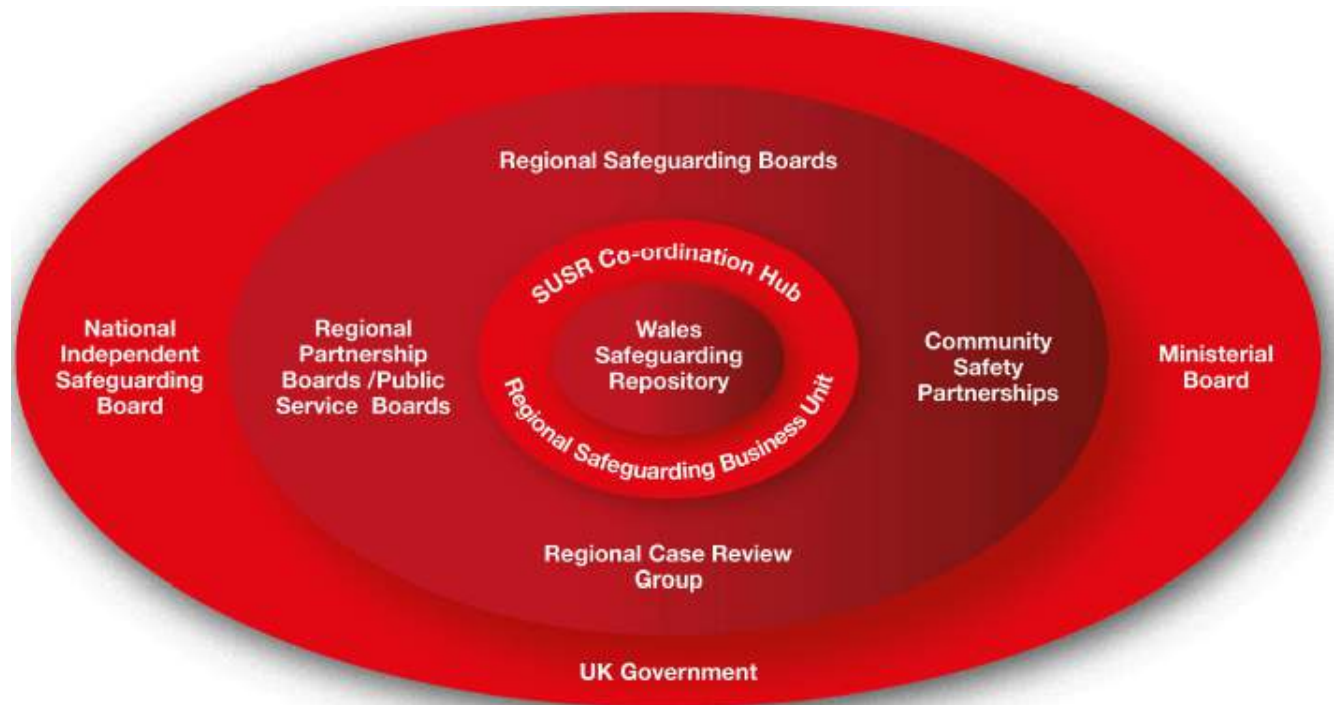 Regional Safeguarding Boards
SUSR Co-ordination Hub
National
Independent
Safeguarding
Board
Regional
Partnership
Boards /Public
Service Boards
Wales
Safeguarding
Repository
Community
Safety
Partnerships
Ministerial
Board
Regional Safeguarding Business Unit
Regional Case Review
Group
UK Government